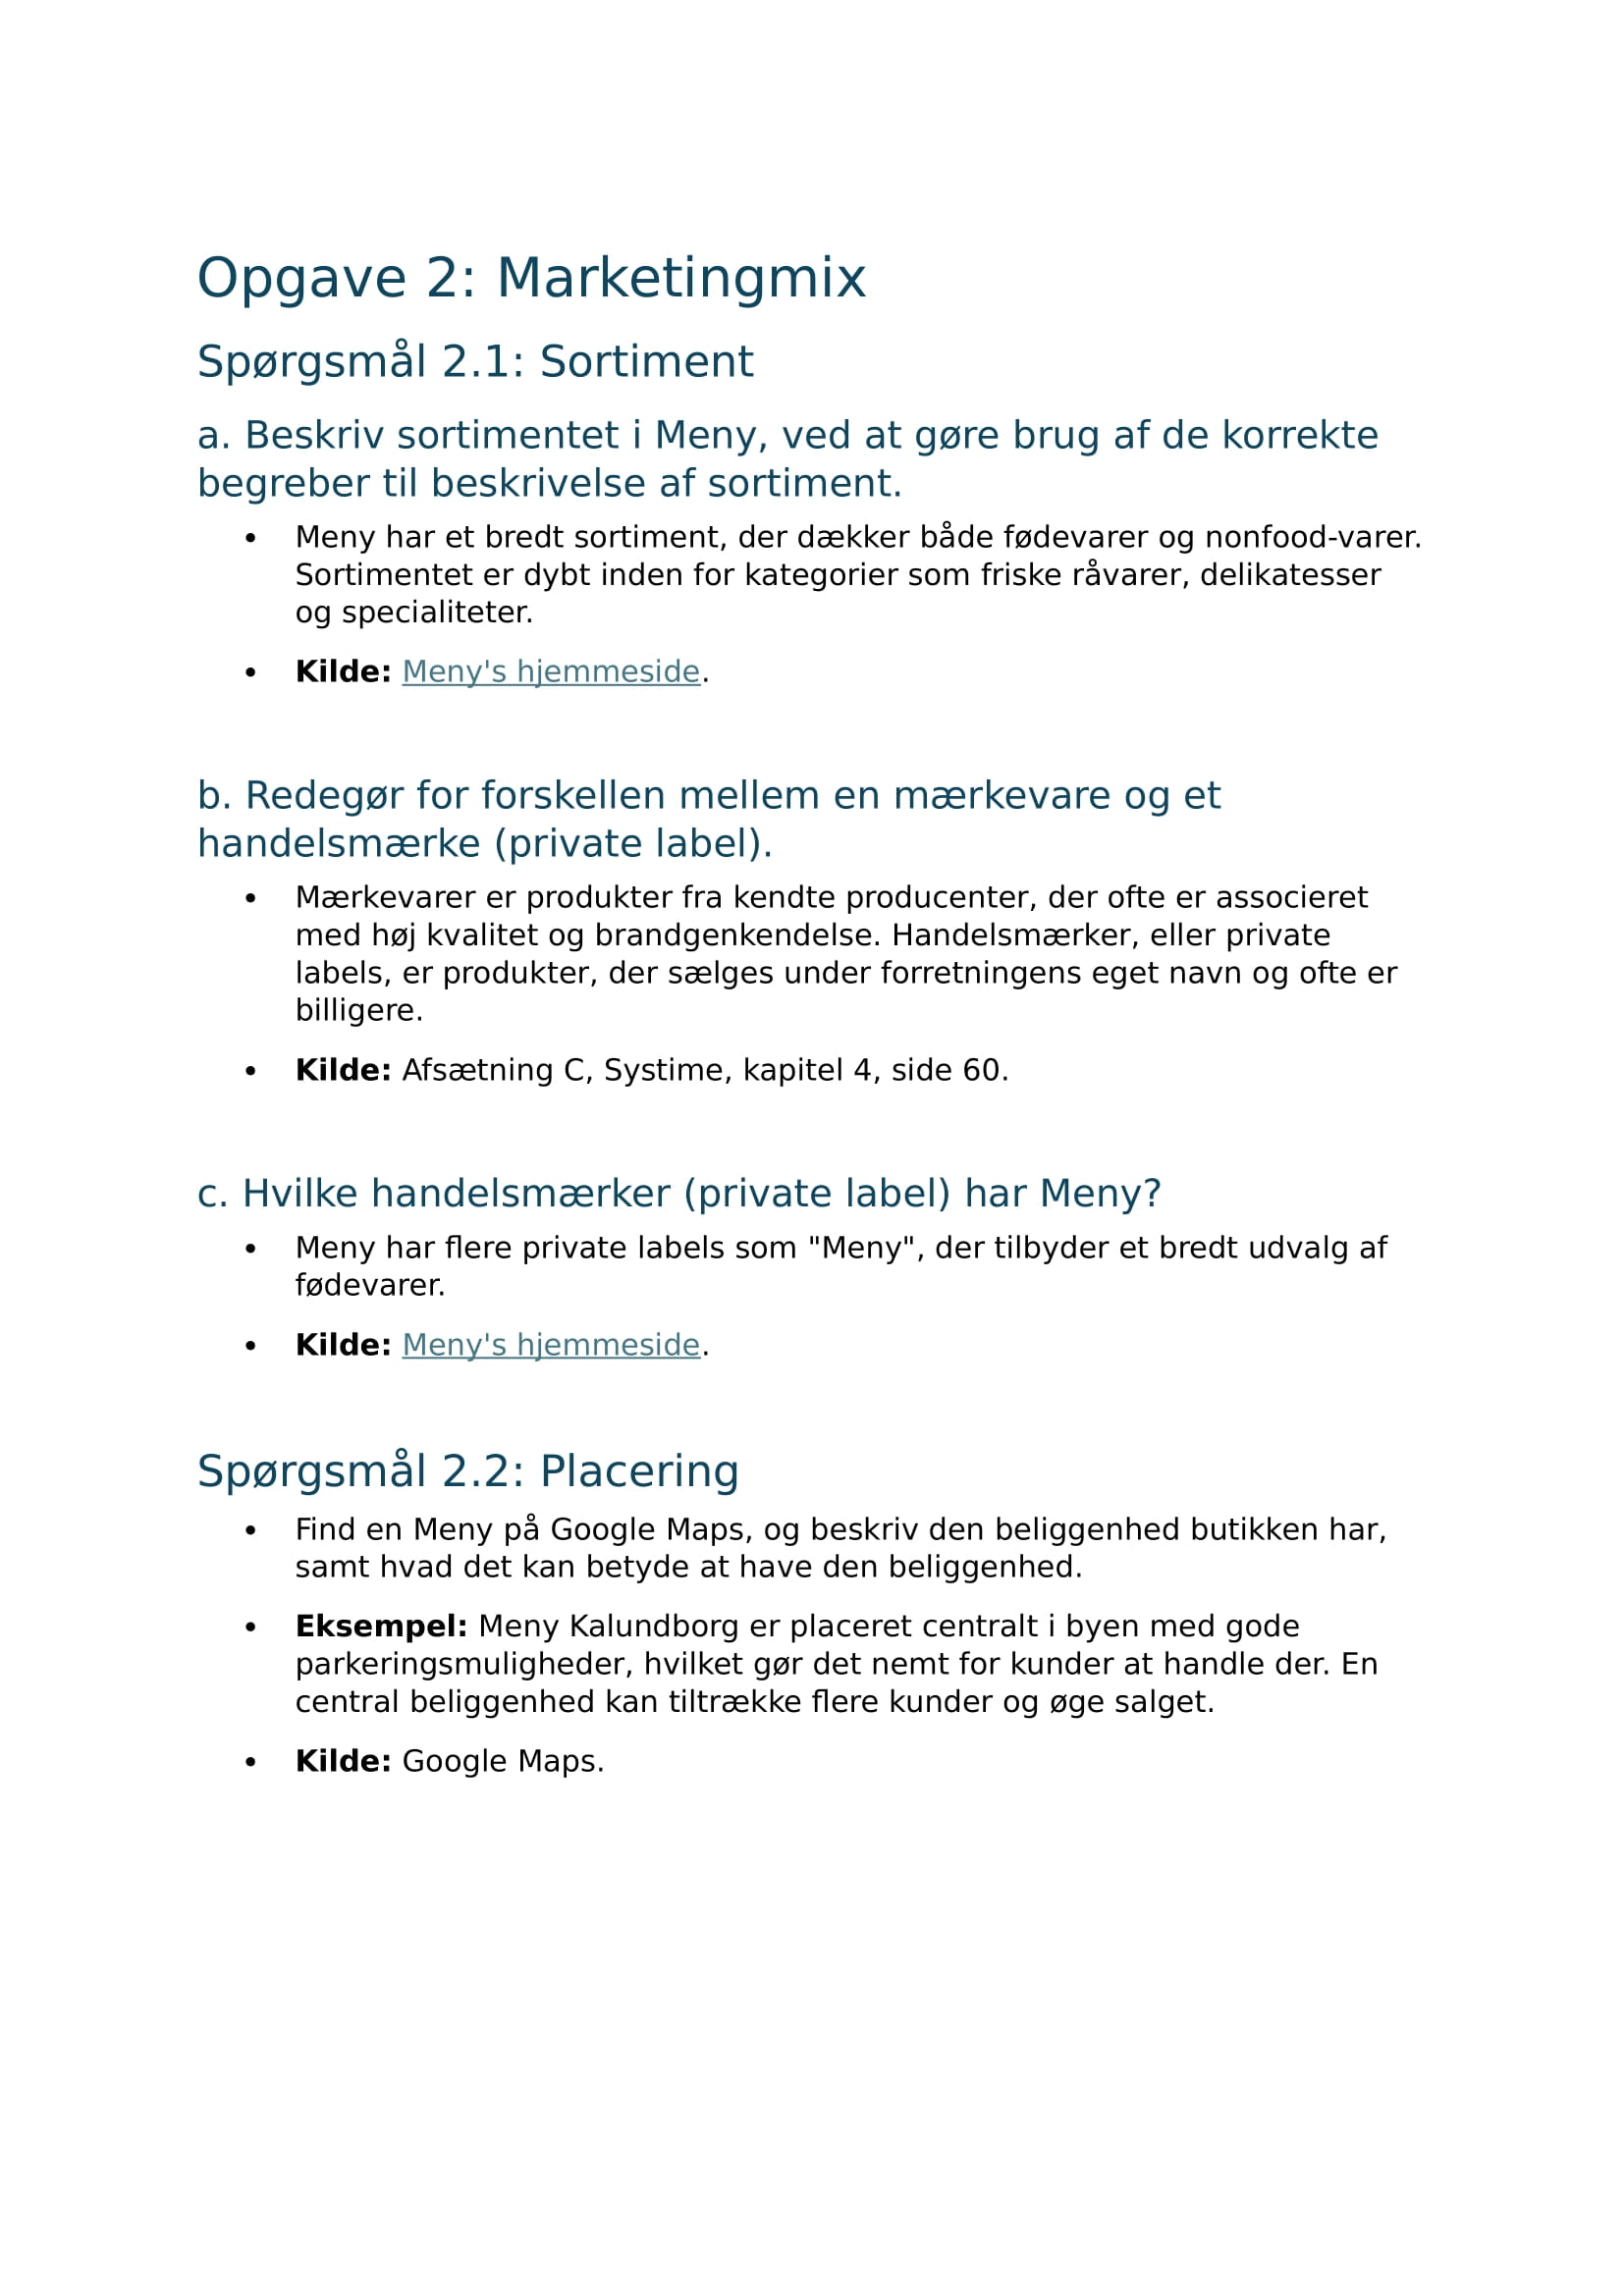 Opgave 2: Marketingmix
Spørgsmål 2.1: Sortiment
a. Beskriv sortimentet i Meny, ved at gøre brug af de korrekte
begreber til beskrivelse af sortiment.
• Meny har et bredt sortiment, der dækker både fødevarer og nonfood-varer.
Sortimentet er dybt inden for kategorier som friske råvarer, delikatesser
og specialiteter.
• Kilde: Meny's hjemmeside.
b. Redegør for forskellen mellem en mærkevare og et
handelsmærke (private label).
• Mærkevarer er produkter fra kendte producenter, der ofte er associeret
med høj kvalitet og brandgenkendelse. Handelsmærker, eller private
labels, er produkter, der sælges under forretningens eget navn og ofte er
billigere.
• Kilde: Afsætning C, Systime, kapitel 4, side 60.
c. Hvilke handelsmærker (private label) har Meny?
• Meny har flere private labels som "Meny", der tilbyder et bredt udvalg af
fødevarer.
• Kilde: Meny's hjemmeside.
Spørgsmål 2.2: Placering
• Find en Meny på Google Maps, og beskriv den beliggenhed butikken har,
samt hvad det kan betyde at have den beliggenhed.
• Eksempel: Meny Kalundborg er placeret centralt i byen med gode
parkeringsmuligheder, hvilket gør det nemt for kunder at handle der. En
central beliggenhed kan tiltrække flere kunder og øge salget.
• Kilde: Google Maps.